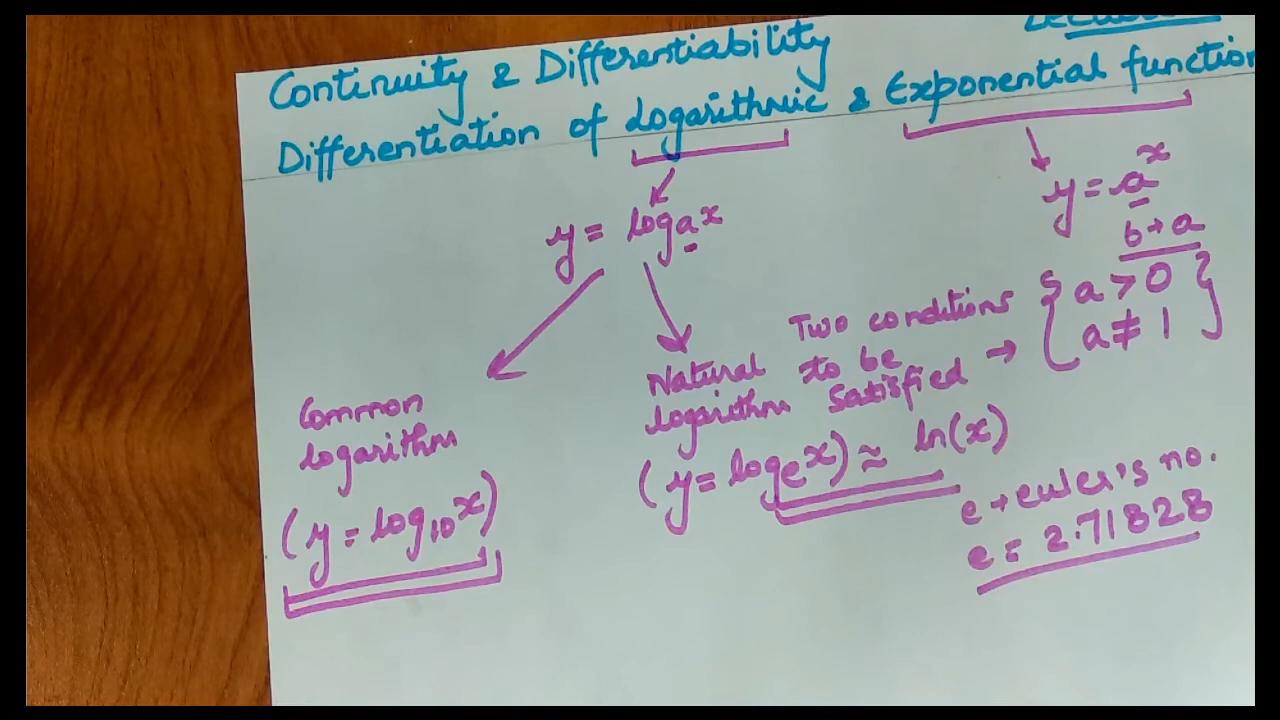 Continuity & Differentiability
Differentiation of Logarithmic & Exponential function
y = logₐx
y = aˣ
b → a
Two conditions
to be
satisfied →
{ a > 0
a ≠ 1 }
Common
logarithm
(y = log₁₀x)
Natural
logarithm
(y = logₑx) ≈ ln(x)
e → euler's no.
e = 2.71828